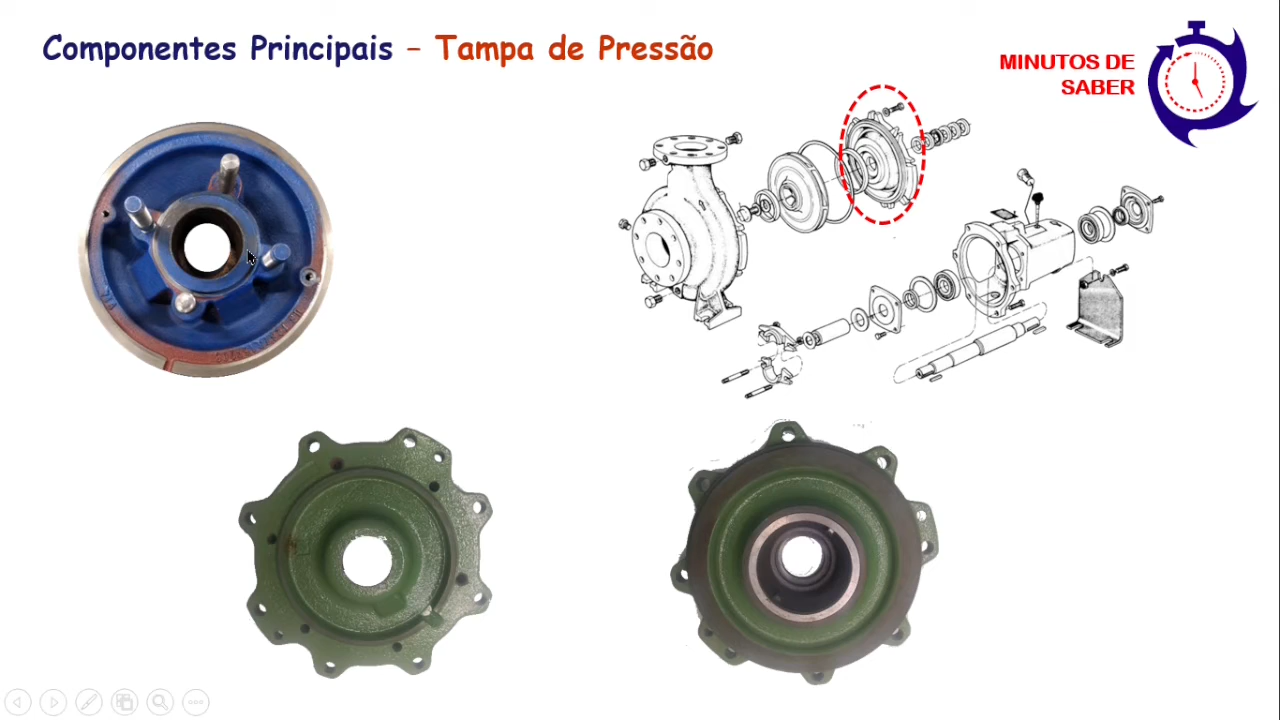 Componentes Principais – Tampa de Pressão
MINUTOS DE
SABER